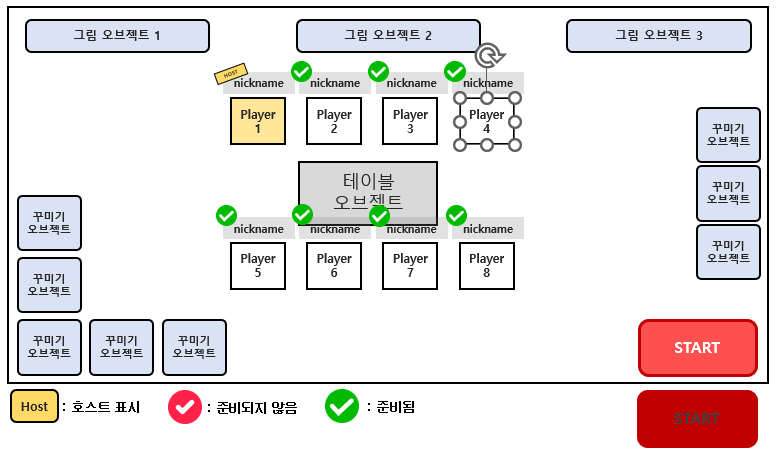 그림 오브젝트 1
그림 오브젝트 2
그림 오브젝트 3
HOST
nickname
nickname
nickname
nickname
Player
1
Player
2
Player
3
Player
4
꾸미기
오브젝트
꾸미기
오브젝트
꾸미기
오브젝트
테이블
오브젝트
nickname
nickname
nickname
nickname
Player
5
Player
6
Player
7
Player
8
꾸미기
오브젝트
꾸미기
오브젝트
꾸미기
오브젝트
꾸미기
오브젝트
꾸미기
오브젝트
START
Host : 호스트 표시
: 준비되지 않음
: 준비됨
START